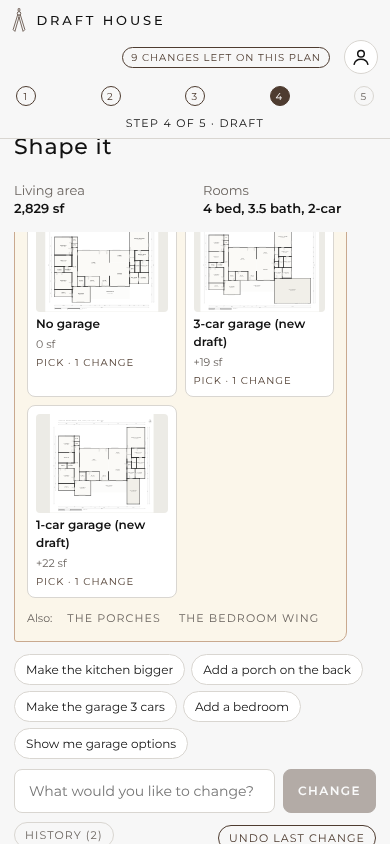 DRAFT HOUSE
9 CHANGES LEFT ON THIS PLAN
1 2 3 4 5
STEP 4 OF 5 · DRAFT
Shape it
Living area Rooms
2,829 sf 4 bed, 3.5 bath, 2-car
No garage
0 sf
PICK · 1 CHANGE
3-car garage (new
draft)
+19 sf
PICK · 1 CHANGE
1-car garage (new
draft)
+22 sf
PICK · 1 CHANGE
Also: THE PORCHES THE BEDROOM WING
Make the kitchen bigger Add a porch on the back
Make the garage 3 cars Add a bedroom
Show me garage options
What would you like to change? CHANGE
HISTORY (2) UNDO LAST CHANGE